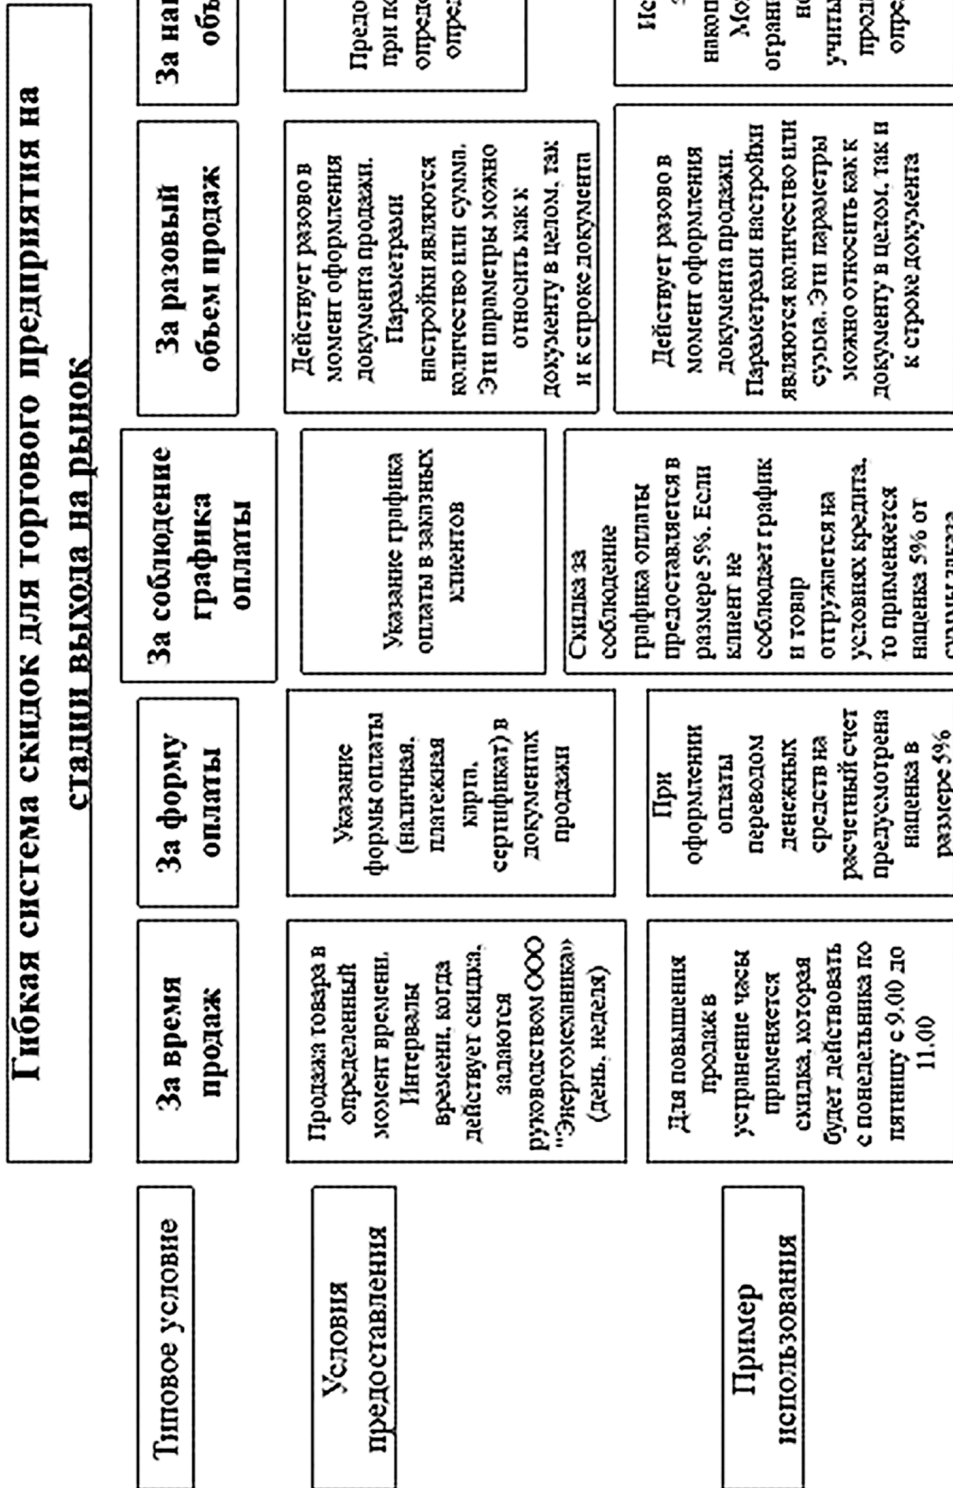 Гибкая система скидок для торгового предприятия на
стадии выхода на рынок
Типовое условие
За время
продаж
За форму
оплаты
За соблюдение
графика
оплаты
За разовый
объем продаж
Условия
предоставления
Продажа товара в
определенный
момент времени.
Интервалы
времени, когда
действует скидка,
задаются
руководством ООО
"Энергомеханика»
(день, неделя)
Указание
формы оплаты
(наличная,
платежная
карта,
сертификат) в
документах
продажи
Указание графика
оплаты в заказных
клиентов
Действует разово в
момент оформления
документа продажи.
Параметрами
настройки являются
количество или сумма.
Эти параметры можно
относить как к
документу в целом, так
и к строке документа
Пример
использования
Для повышения
продаж в
устранение часы
применяется
скидка, которая
будет действовать
с понедельника по
пятницу с 9.00 до
11.00
При
оформлении
оплаты
переводом
денежных
средств на
расчетный счет
предусмотрена
наценка в
размере 5%
Скидка за
соблюдение
графика оплаты
предоставляется в
размере 5%. Если
клиент не
соблюдает график
и товар
отгружается на
условиях кредита,
то применяется
наценка 5% от
Действует разово в
момент оформления
документа продажи.
Параметрами настройки
являются количество или
сумма. Эти параметры
можно относить как к
документу в целом, так и
к строке документа